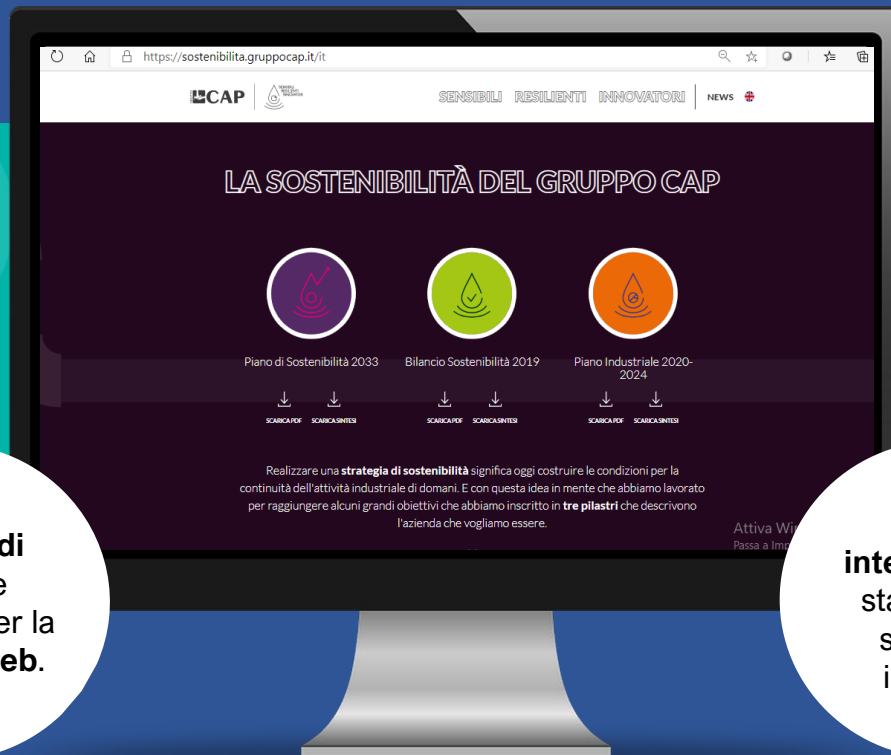 https://sostenibilita.gruppocap.it/it
CAP
SENSIBILI RESILIENTI INNOVATORI NEWS
LA SOSTENIBILITÀ DEL GRUPPO CAP
Piano di Sostenibilità 2033
Bilancio Sostenibilità 2019
Piano Industriale 2020-
2024
SCARICA PDF SCARICA SINTESI
SCARICA PDF SCARICA SINTESI
SCARICA PDF SCARICA SINTESI
Realizzare una strategia di sostenibilità significa oggi costruire le condizioni per la
continuità dell'attività industriale di domani. E con questa idea in mente che abbiamo lavorato
per raggiungere alcuni grandi obiettivi che abbiamo inscritto in tre pilastri che descrivono
l'azienda che vogliamo essere.
Attiva Wi
Passa a Imp
di
e
er la
eb.
inte
sta
s
i